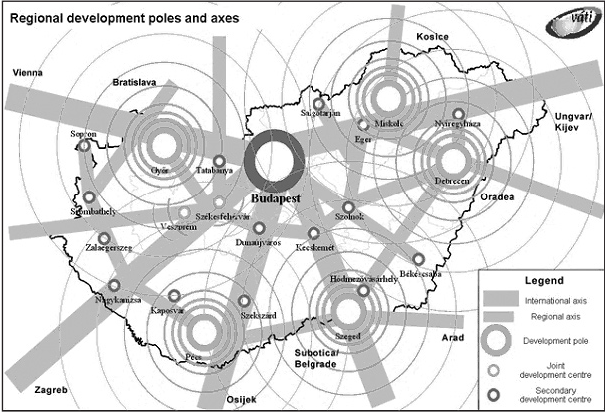 Regional development poles and axes
váti
Kosice
Vienna
Bratislava
Salgótarján
Miskolc
Nyíregyháza
Ungvar/
Kijev
Sopron
Eger
Győr
Tatabánya
Debrecen
Budapest
Oradea
Szombathely
Székesfehérvár
Szolnok
Veszprém
Dunaújváros
Kecskemét
Zalaegerszeg
Békéscsaba
Hódmezővásárhely
Nagykanizsa
Kaposvár
Szekszárd
Szeged
Pécs
Arad
Subotica/
Belgrade
Zagreb
Osijek
Legend
International axis
Regional axis
Development pole
Joint
development centre
Secondary
development centre